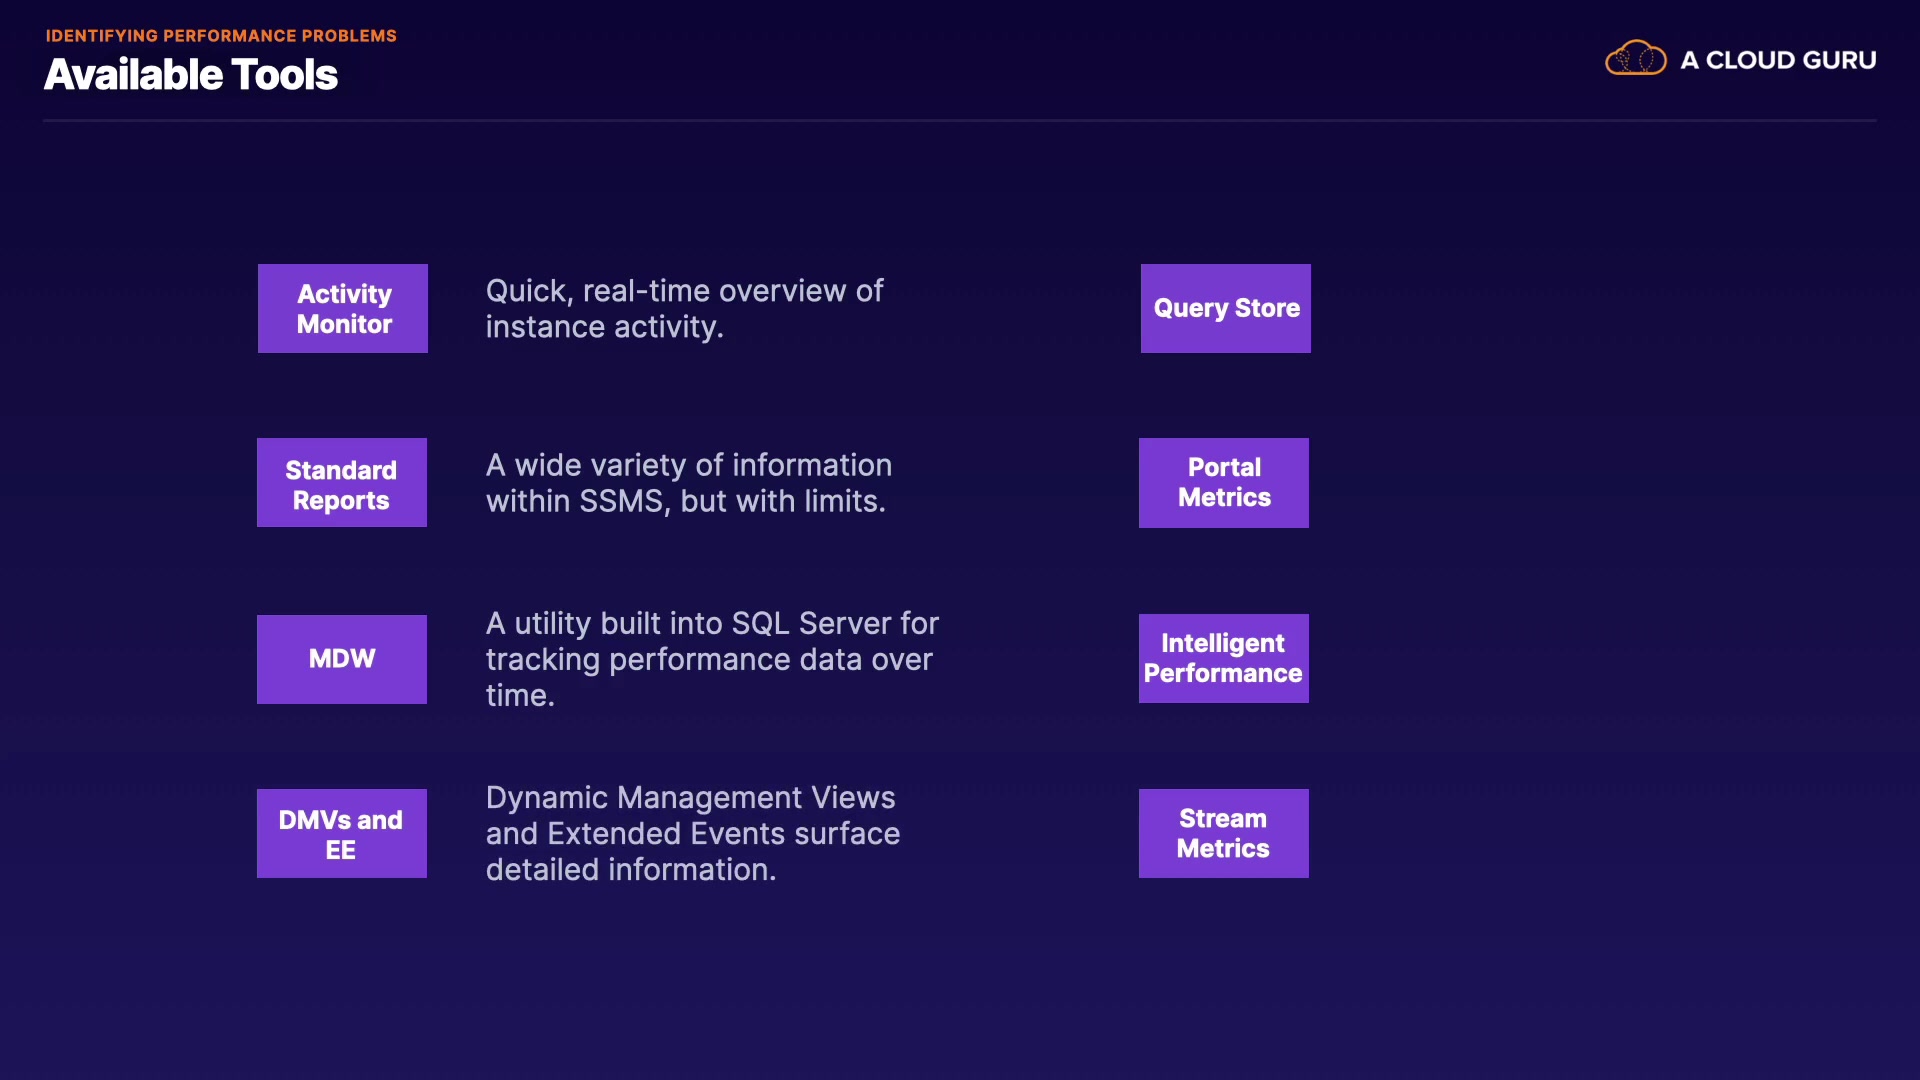 IDENTIFYING PERFORMANCE PROBLEMS
Available Tools
A CLOUD GURU
Activity
Monitor
Quick, real-time overview of
instance activity.
Standard
Reports
A wide variety of information
within SSMS, but with limits.
MDW
A utility built into SQL Server for
tracking performance data over
time.
DMVs and
EE
Dynamic Management Views
and Extended Events surface
detailed information.
Query Store
Portal
Metrics
Intelligent
Performance
Stream
Metrics